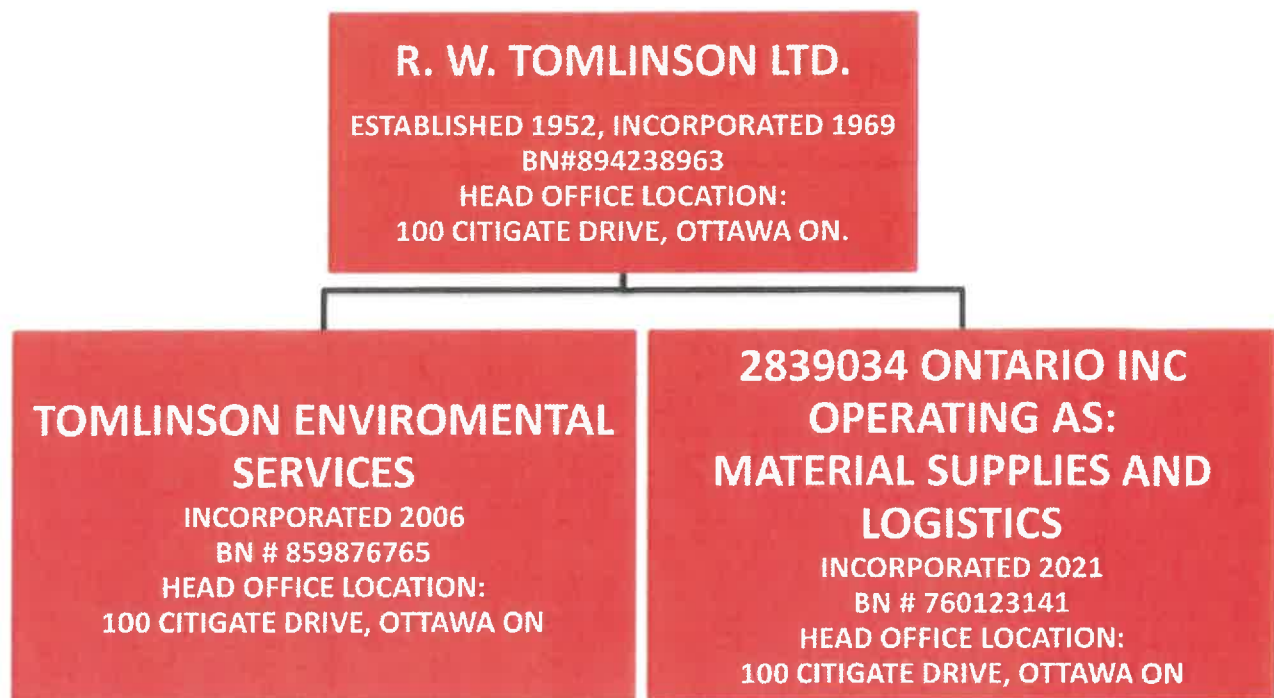 R. W. TOMLINSON LTD.
ESTABLISHED 1952, INCORPORATED 1969
BN#894238963
HEAD OFFICE LOCATION:
100 CITIGATE DRIVE, OTTAWA ON.
TOMLINSON ENVIROMENTAL
SERVICES
INCORPORATED 2006
BN # 859876765
HEAD OFFICE LOCATION:
100 CITIGATE DRIVE, OTTAWA ON
2839034 ONTARIO INC
OPERATING AS:
MATERIAL SUPPLIES AND
LOGISTICS
INCORPORATED 2021
BN # 760123141
HEAD OFFICE LOCATION:
100 CITIGATE DRIVE, OTTAWA ON